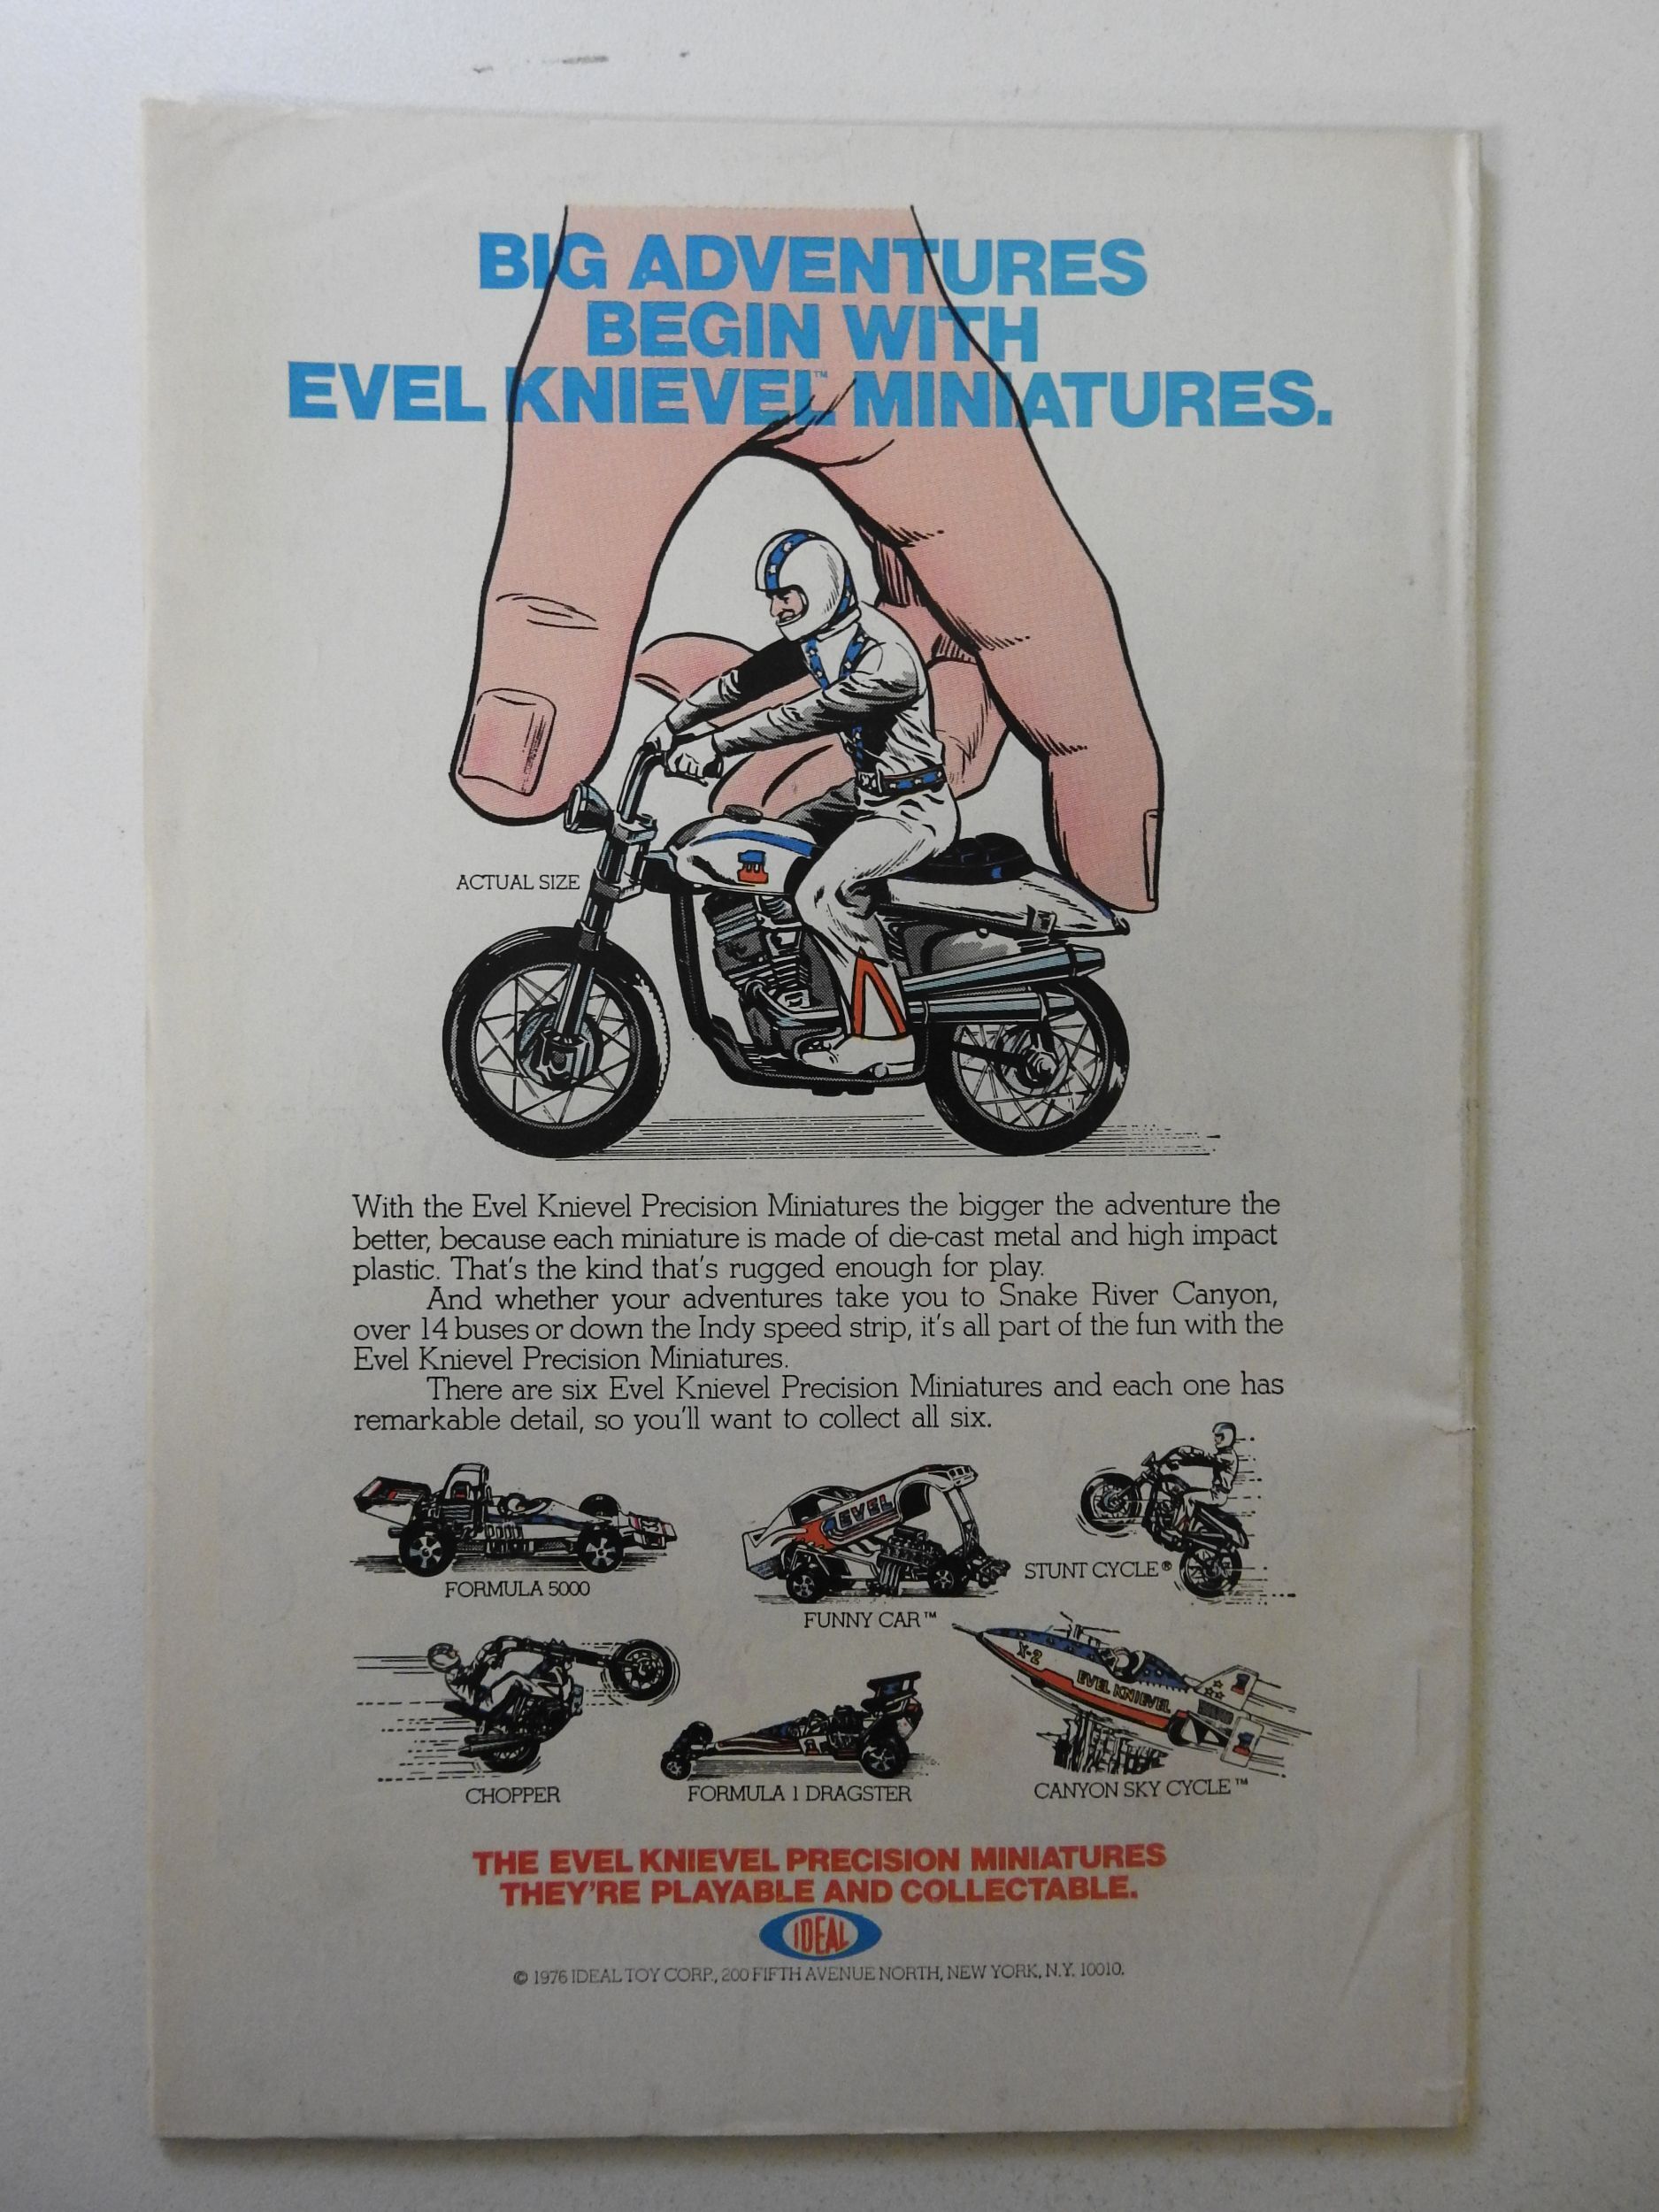 BIG ADVENTURES
BEGIN WITH
EVEL KNIEVEL™ MINIATURES.
ACTUAL SIZE
With the Evel Knievel Precision Miniatures the bigger the adventure the
better, because each miniature is made of die-cast metal and high impact
plastic. That's the kind that's rugged enough for play.
And whether your adventures take you to Snake River Canyon,
over 14 buses or down the Indy speed strip, it's all part of the fun with the
Evel Knievel Precision Miniatures.
There are six Evel Knievel Precision Miniatures and each one has
remarkable detail, so you'll want to collect all six.
FORMULA 5000
EVEL
FUNNY CAR™
STUNT CYCLE®
CHOPPER
FORMULA 1 DRAGSTER
X-2
EVEL KNIEVEL
CANYON SKY CYCLE™
THE EVEL KNIEVEL PRECISION MINIATURES
THEY'RE PLAYABLE AND COLLECTABLE.
IDEAL
© 1976 IDEAL TOY CORP., 200 FIFTH AVENUE NORTH, NEW YORK, N.Y. 10010.